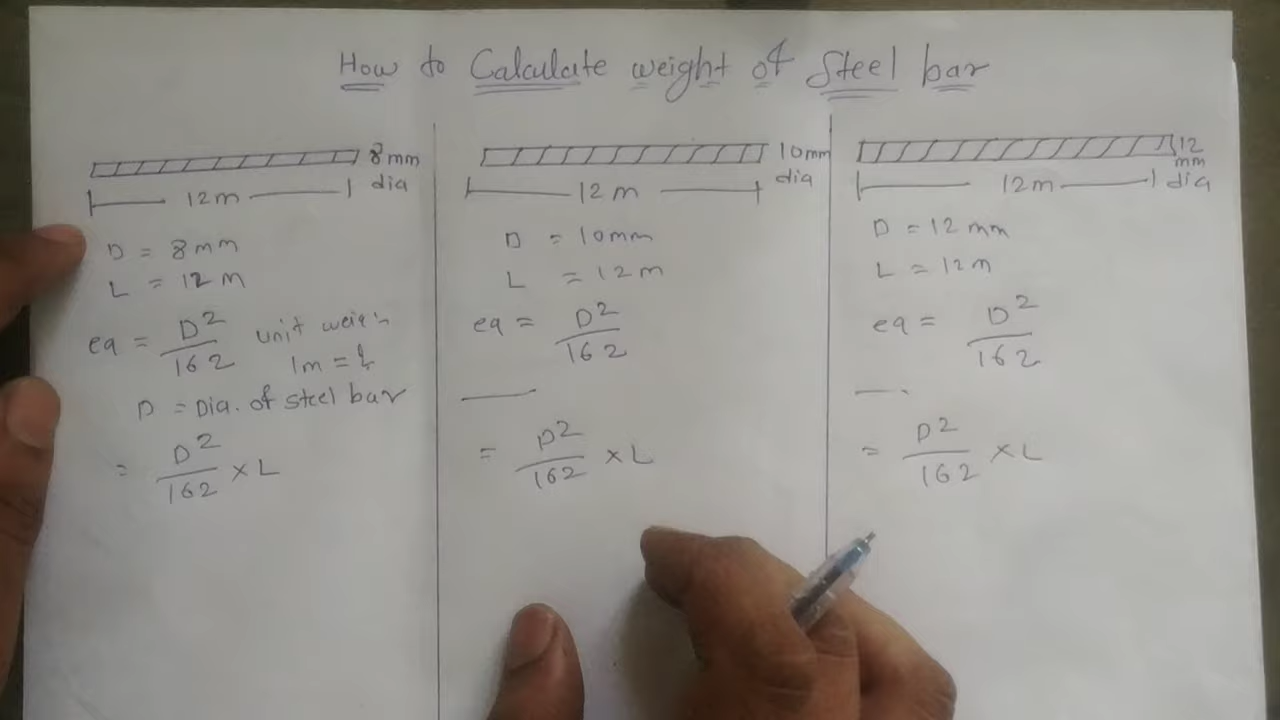 How to Calculate weight of Steel bar
8mm
dia
12m
D = 8mm
L = 12m
eq = D²/162 unit weig
1m =
D = Dia. of steel bar
= D²/162 × L
10mm
dia
12m
D = 10mm
L = 12m
eq = D²/162
= D²/162 × L
12
mm
dia
12m
D = 12mm
L = 12m
eq = D²/162
= D²/162 × L